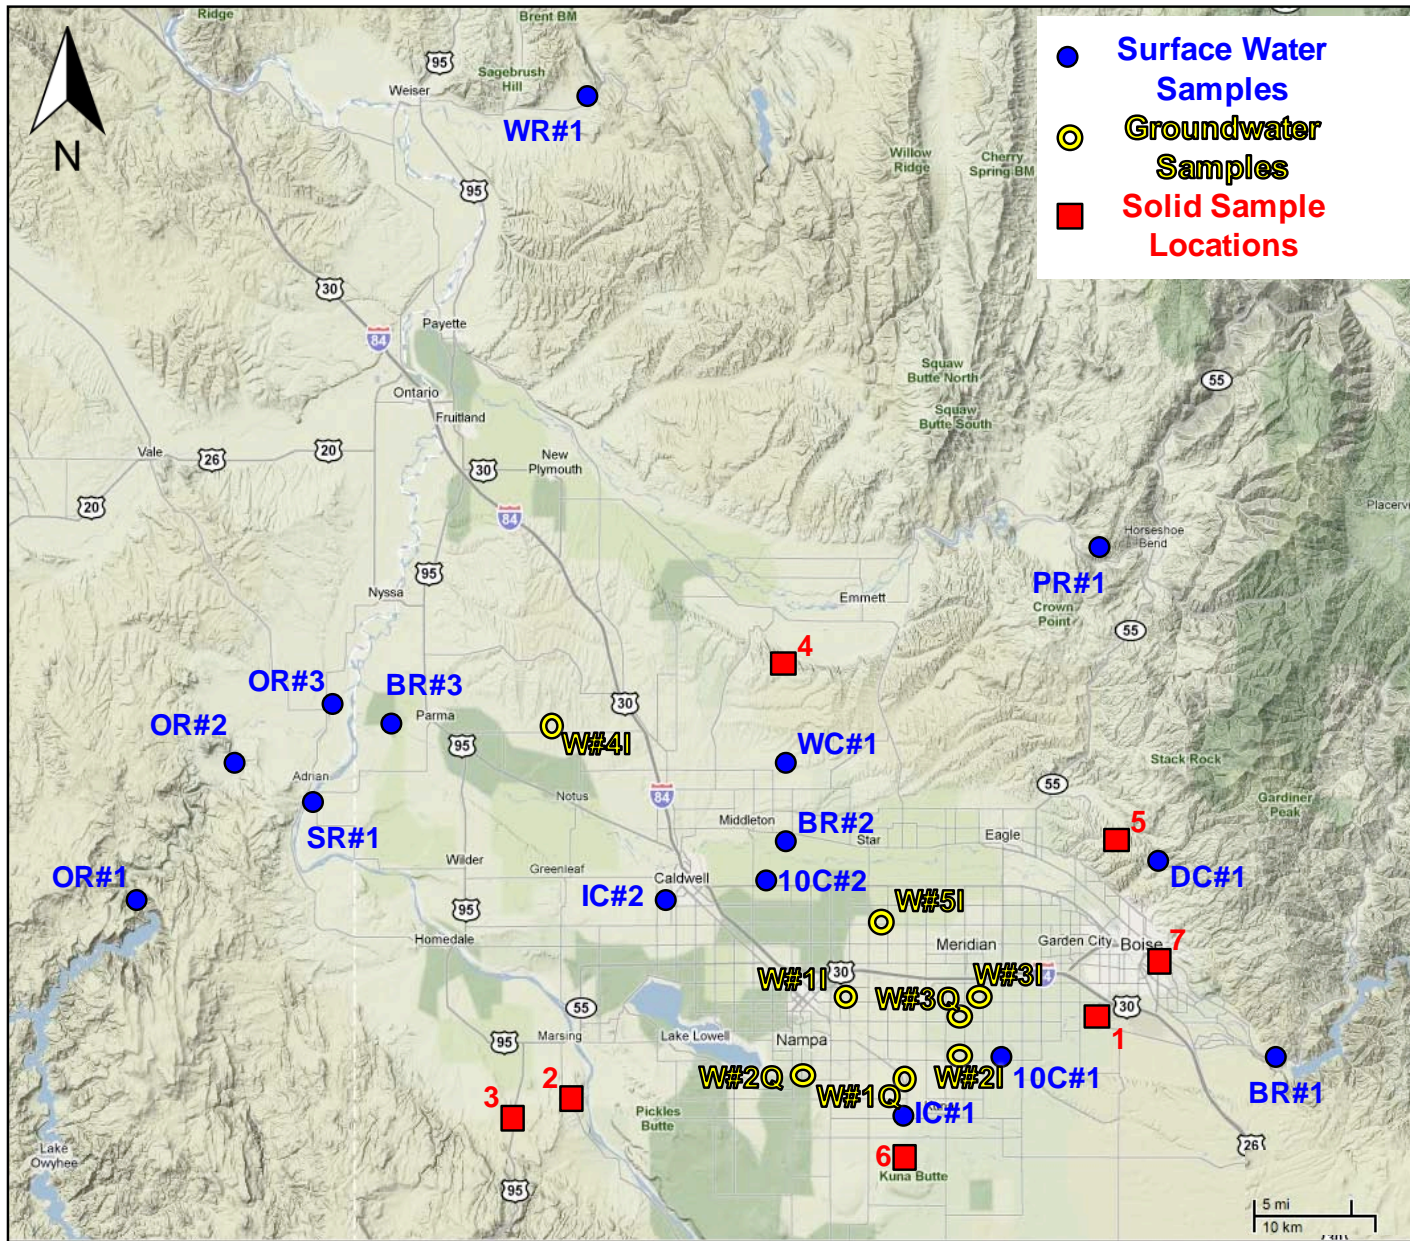 Ridge
Brent BM
Surface Water
Samples
Groundwater
Samples
Solid Sample
Locations
N
95
Sagebrush
Hill
Weiser
WR#1
Willow
Ridge
Cherry
Spring BM
95
30
84
Payette
Ontario
Fruitland
Squaw
Butte North
Squaw
Butte South
55
Vale
26
20
20
30
New
Plymouth
84
Horseshoe
Bend
PR#1
Crown
Point
95
Nyssa
Emmett
55
4
OR#3
BR#3
Parma
30
OR#2
95
W#4I
WC#1
Stack Rock
Adrian
84
55
Gardiner
Peak
SR#1
Notus
Middleton
BR#2
Star
Eagle
5
Wilder
Greenleaf
Caldwell
10C#2
DC#1
OR#1
IC#2
95
W#5I
Homedale
Meridian
Garden City
Boise
7
W#1I
30
W#3Q
W#3I
84
55
30
1
Marsing
Lake Lowell
Nampa
95
W#2Q
W#1Q
W#2I
10C#1
BR#1
3
2
Pickles
Butte
IC#1
Lake
Owyhee
6
Kuna Butte
26
95
5 mi
10 km